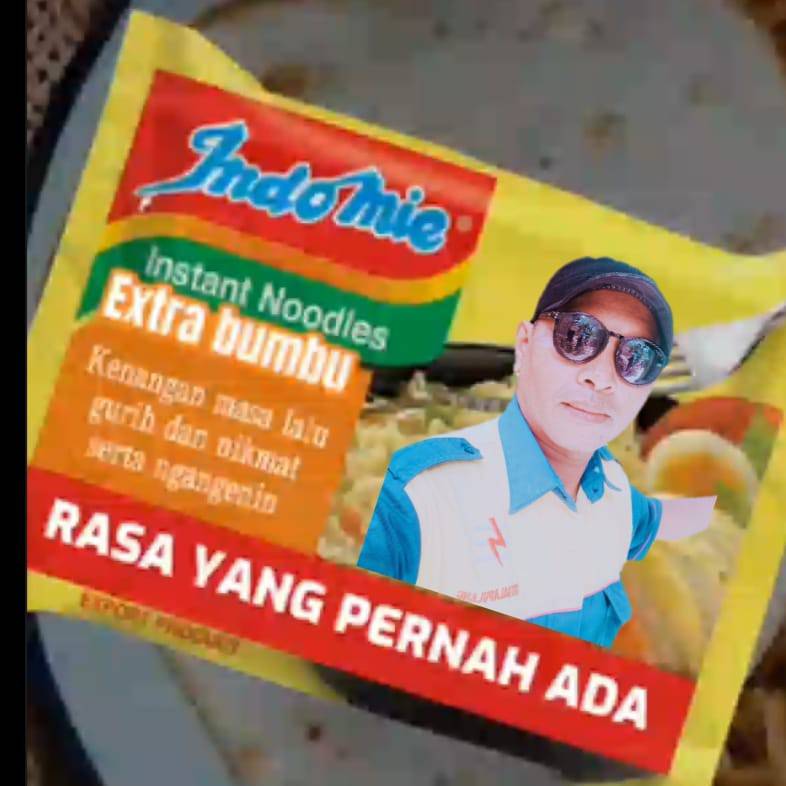 Indomie
Instant Noodles
Extra bumbu
Kenangan masa lalu
gurih dan nikmat
serta ngangenin
RASA YANG PERNAH ADA
EXPORT PRODUCT